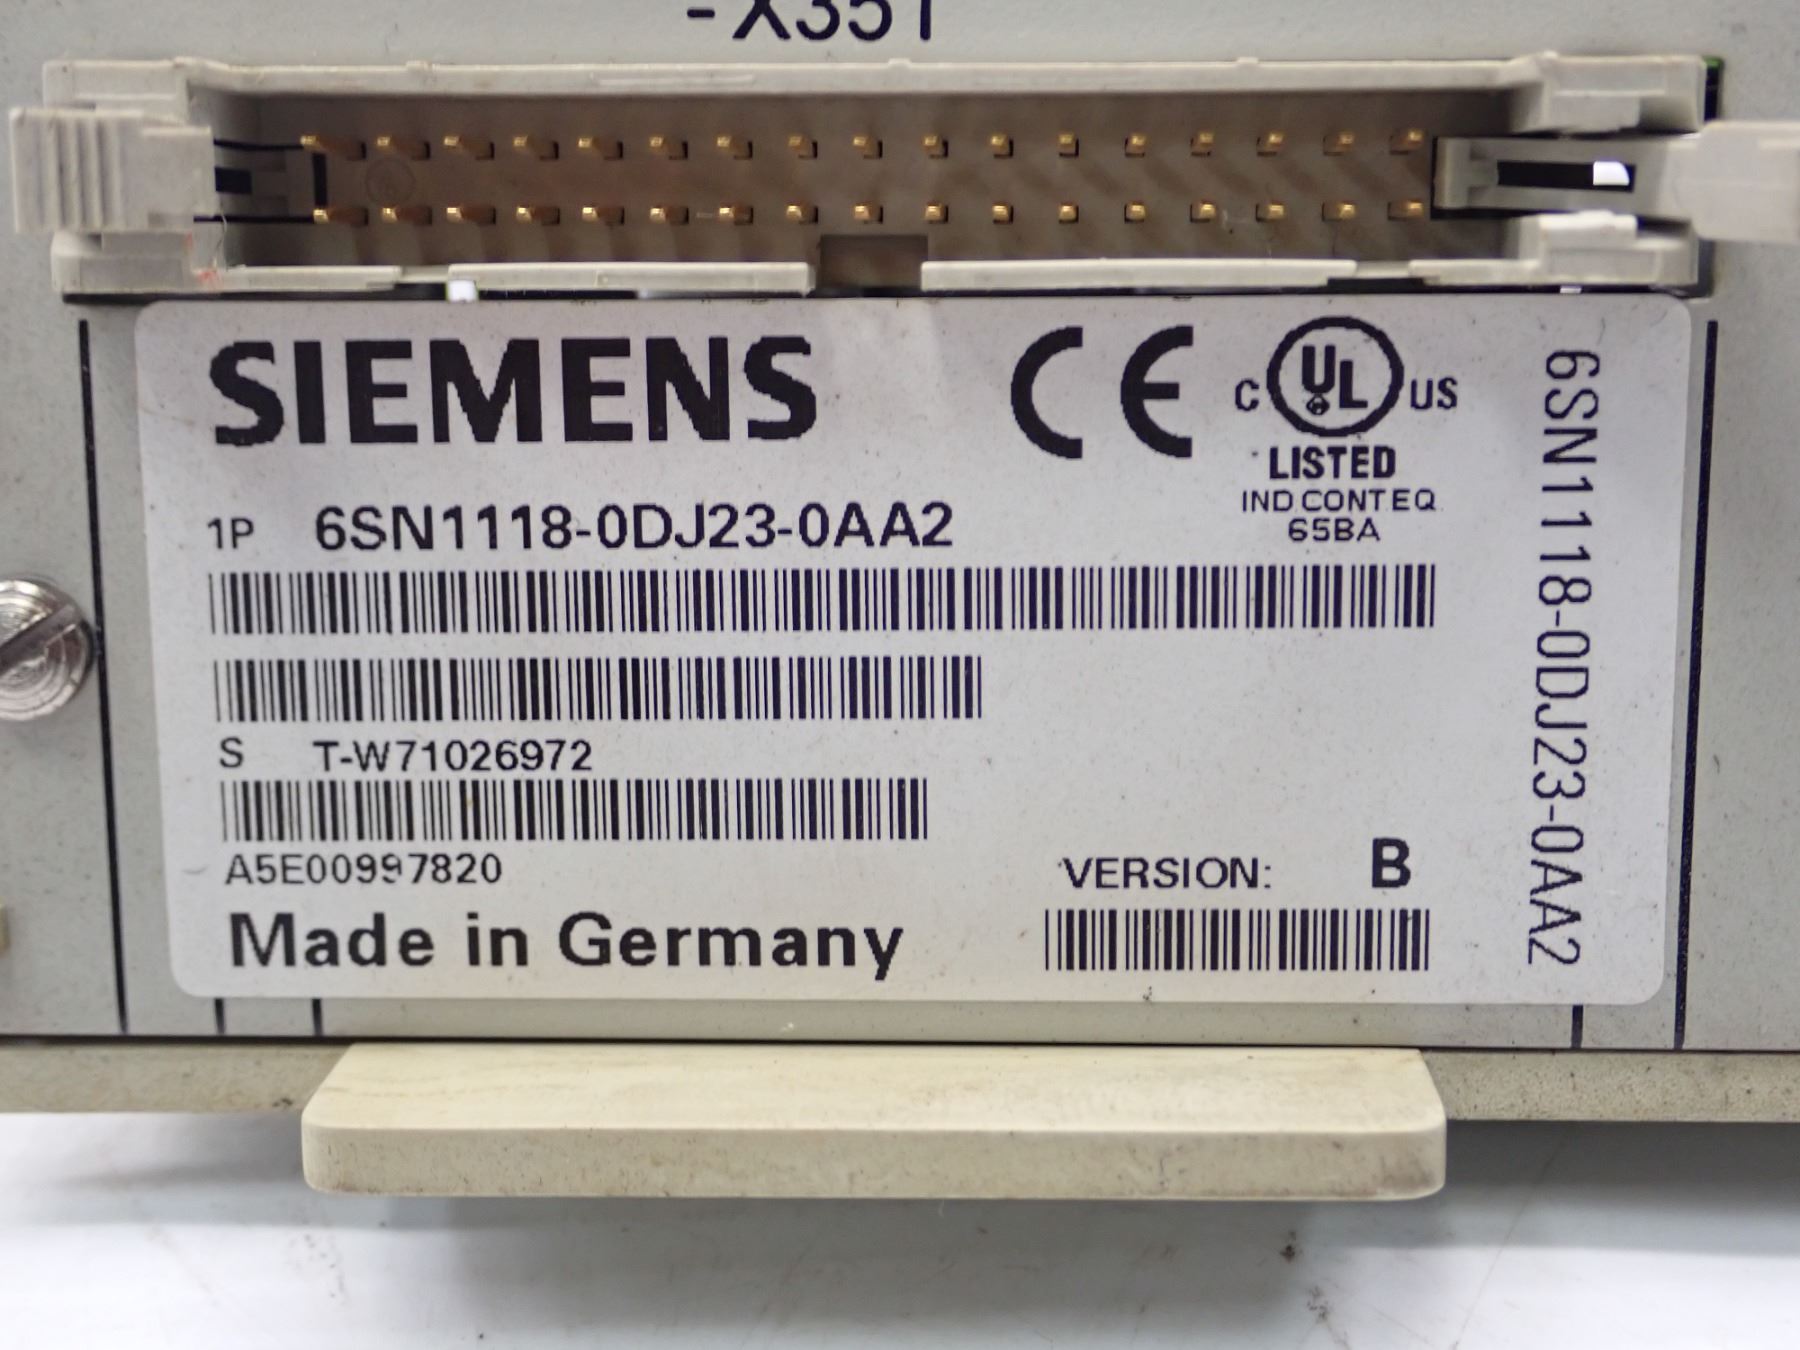 -X351
SIEMENS
CE
C UL US
LISTED
IND CONT EQ
65BA
1P 6SN1118-0DJ23-0AA2
S T-W71026972
A5E00997820
VERSION: B
Made in Germany
6SN1118-0DJ23-0AA2